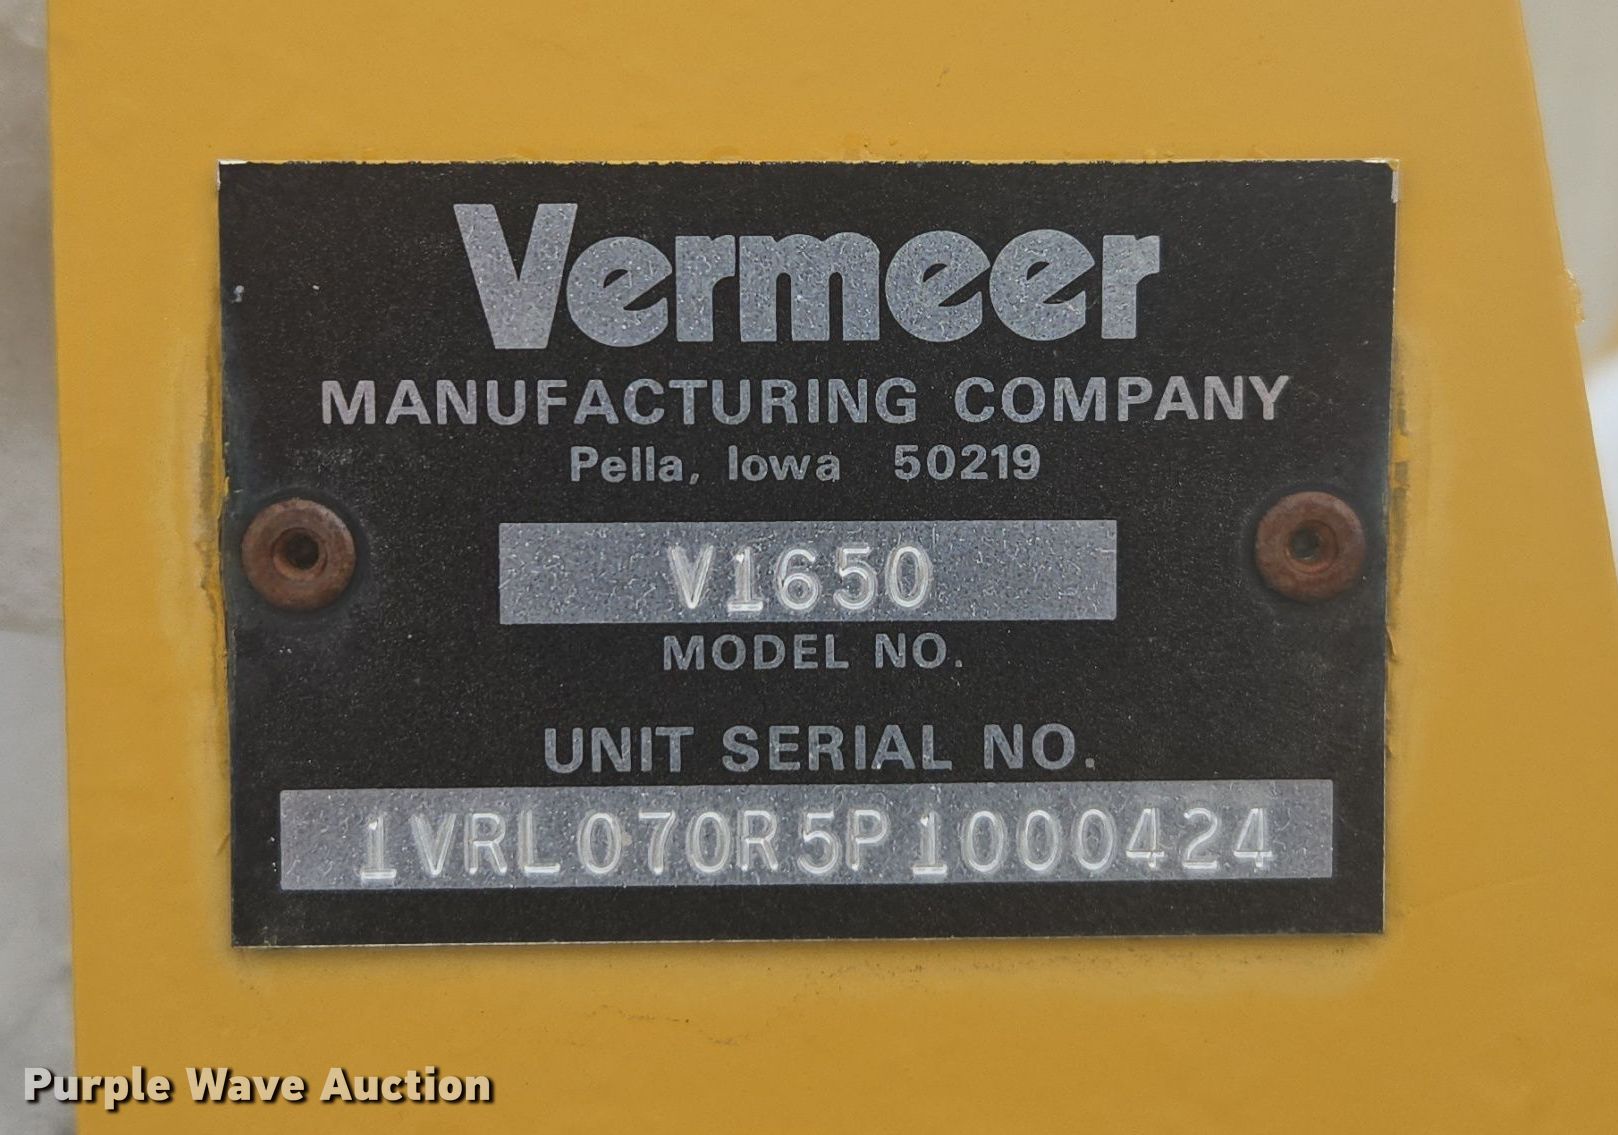 Vermeer
MANUFACTURING COMPANY
Pella, Iowa 50219
V1650
MODEL NO.
UNIT SERIAL NO.
1VRL070R5P1000424
Purple Wave Auction